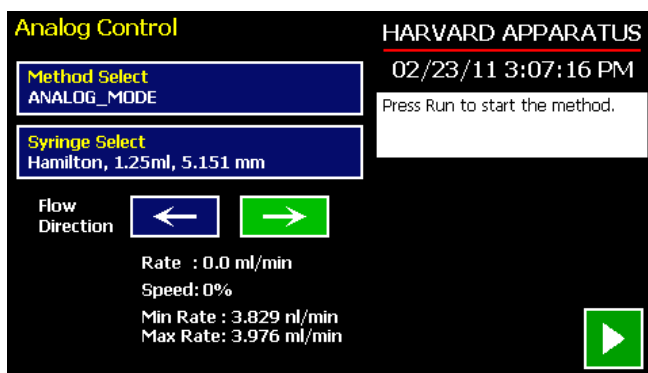 Analog Control
HARVARD APPARATUS
02/23/11 3:07:16 PM
Method Select
ANALOG_MODE
Press Run to start the method.
Syringe Select
Hamilton, 1.25ml, 5.151 mm
Flow
Direction
Rate : 0.0 ml/min
Speed: 0%
Min Rate : 3.829 nl/min
Max Rate: 3.976 ml/min